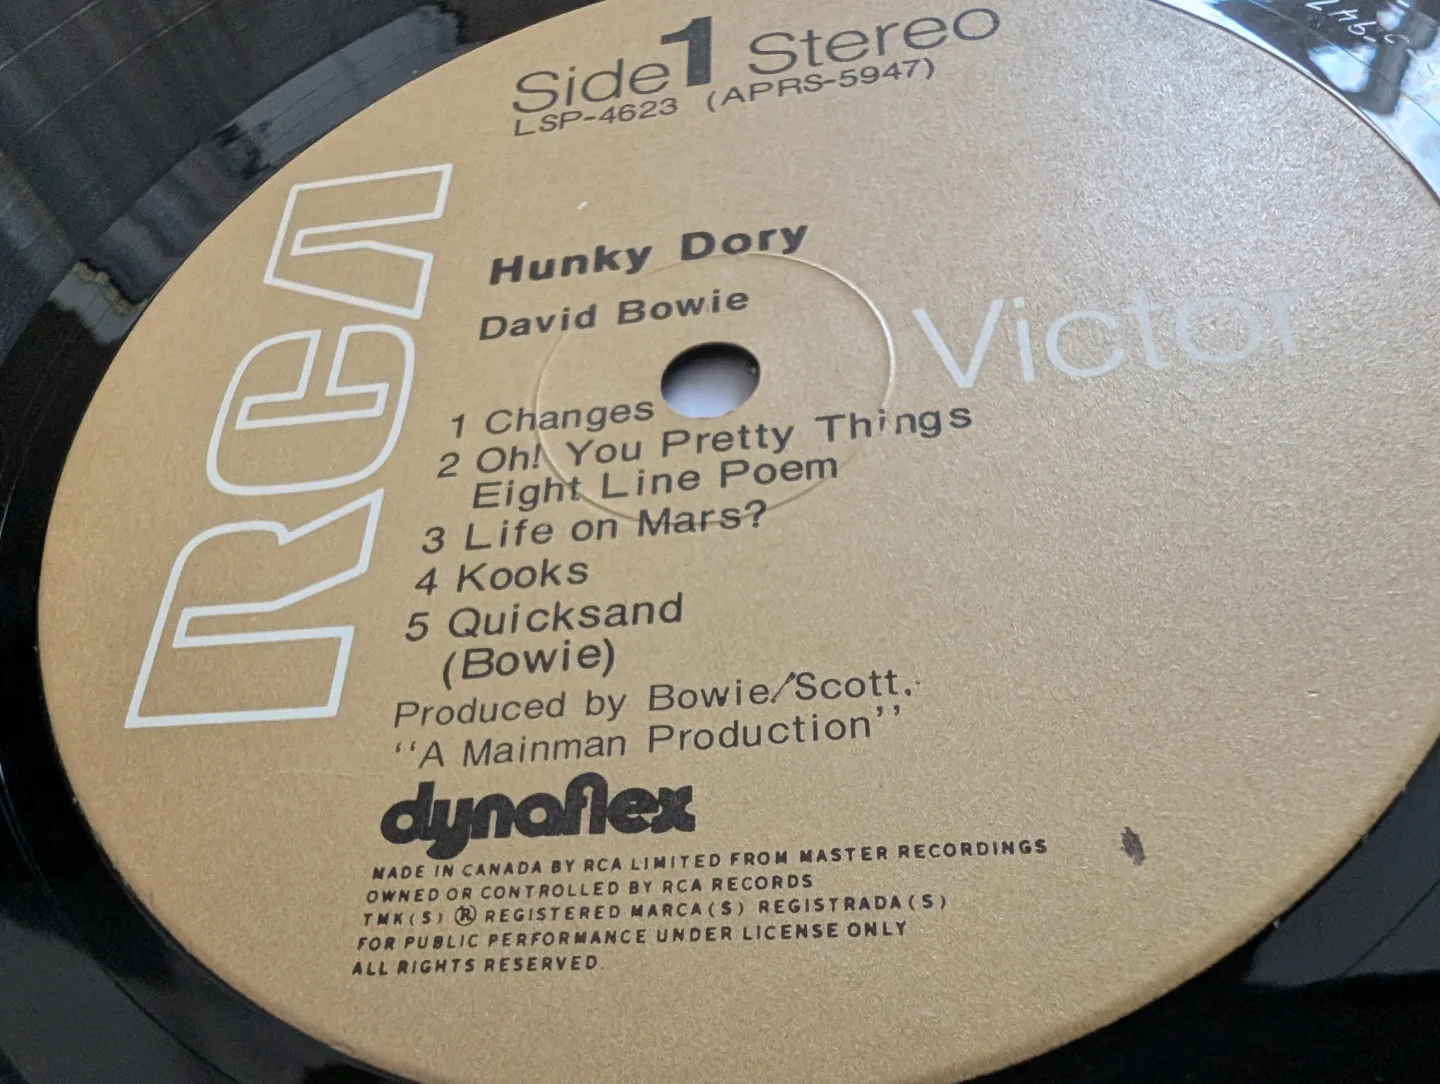 Side 1 Stereo
LSP-4623 (APRS-5947)
RCA
Victor
Hunky Dory
David Bowie
1 Changes
2 Oh! You Pretty Things
Eight Line Poem
3 Life on Mars?
4 Kooks
5 Quicksand
(Bowie)
Produced by Bowie/Scott.
‘‘A Mainman Production’’
dynaflex
MADE IN CANADA BY RCA LIMITED FROM MASTER RECORDINGS
OWNED OR CONTROLLED BY RCA RECORDS
TMK(S) ® REGISTERED MARCA(S) REGISTRADA(S)
FOR PUBLIC PERFORMANCE UNDER LICENSE ONLY
ALL RIGHTS RESERVED.